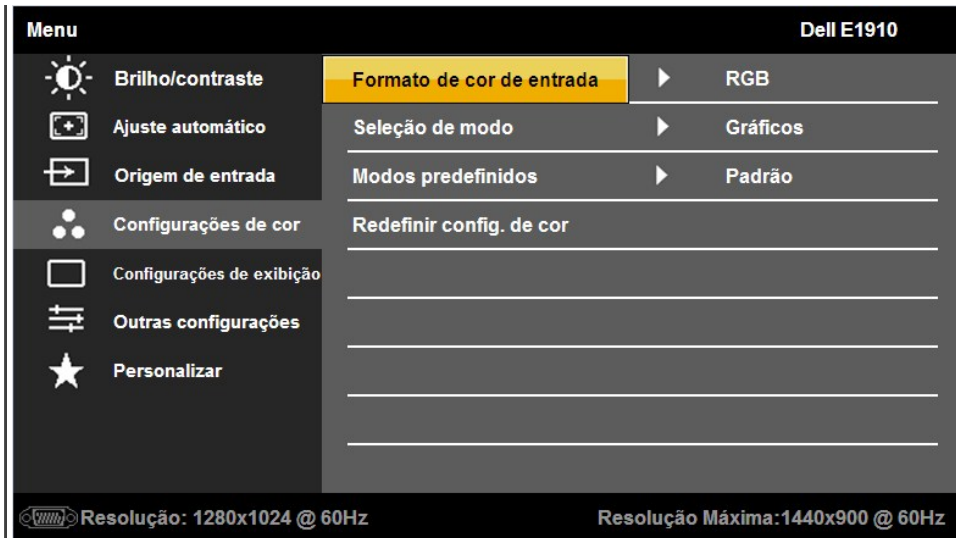 Menu Dell E1910
Brilho/contraste Formato de cor de entrada RGB
Ajuste automático Seleção de modo Gráficos
Origem de entrada Modos predefinidos Padrão
Configurações de cor Redefinir config. de cor
Configurações de exibição
Outras configurações
Personalizar
Resolução: 1280x1024 @ 60Hz Resolução Máxima:1440x900 @ 60Hz